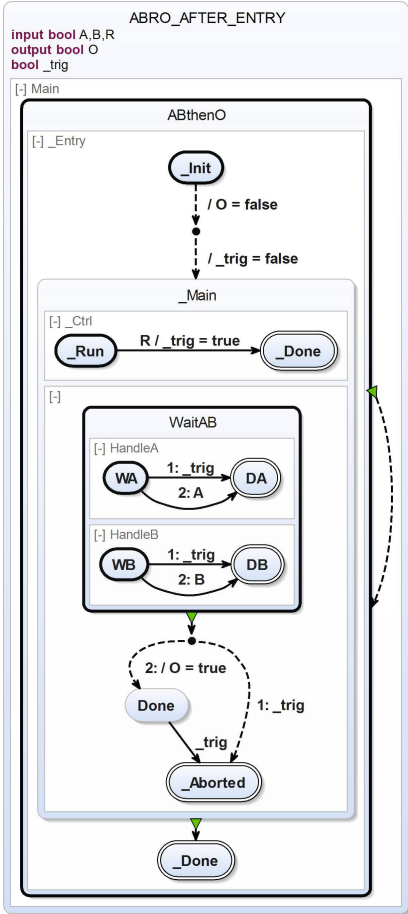 ABRO_AFTER_ENTRY
input bool A,B,R
output bool O
bool _trig
[-] Main
ABthenO
[-] _Entry
_Init
/ O = false
/ _trig = false
_Main
[-] _Ctrl
R / _trig = true
_Run
_Done
[-]
WaitAB
[-] HandleA
1: _trig
WA
DA
2: A
[-] HandleB
1: _trig
WB
DB
2: B
2: / O = true
Done
1: _trig
_trig
_Aborted
_Done